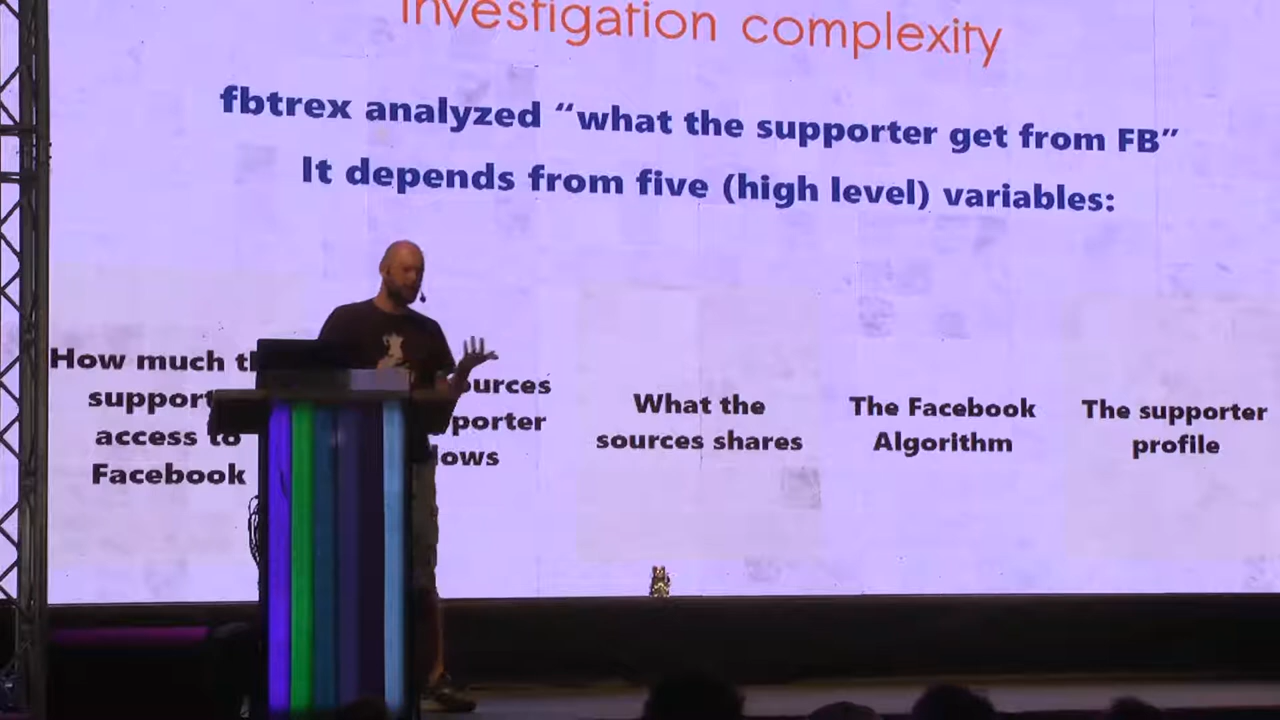 investigation complexity
fbtrex analyzed “what the supporter get from FB”
It depends from five (high level) variables:
How much
access to
Facebook
What the
sources shares
The Facebook
Algorithm
The supporter
profile